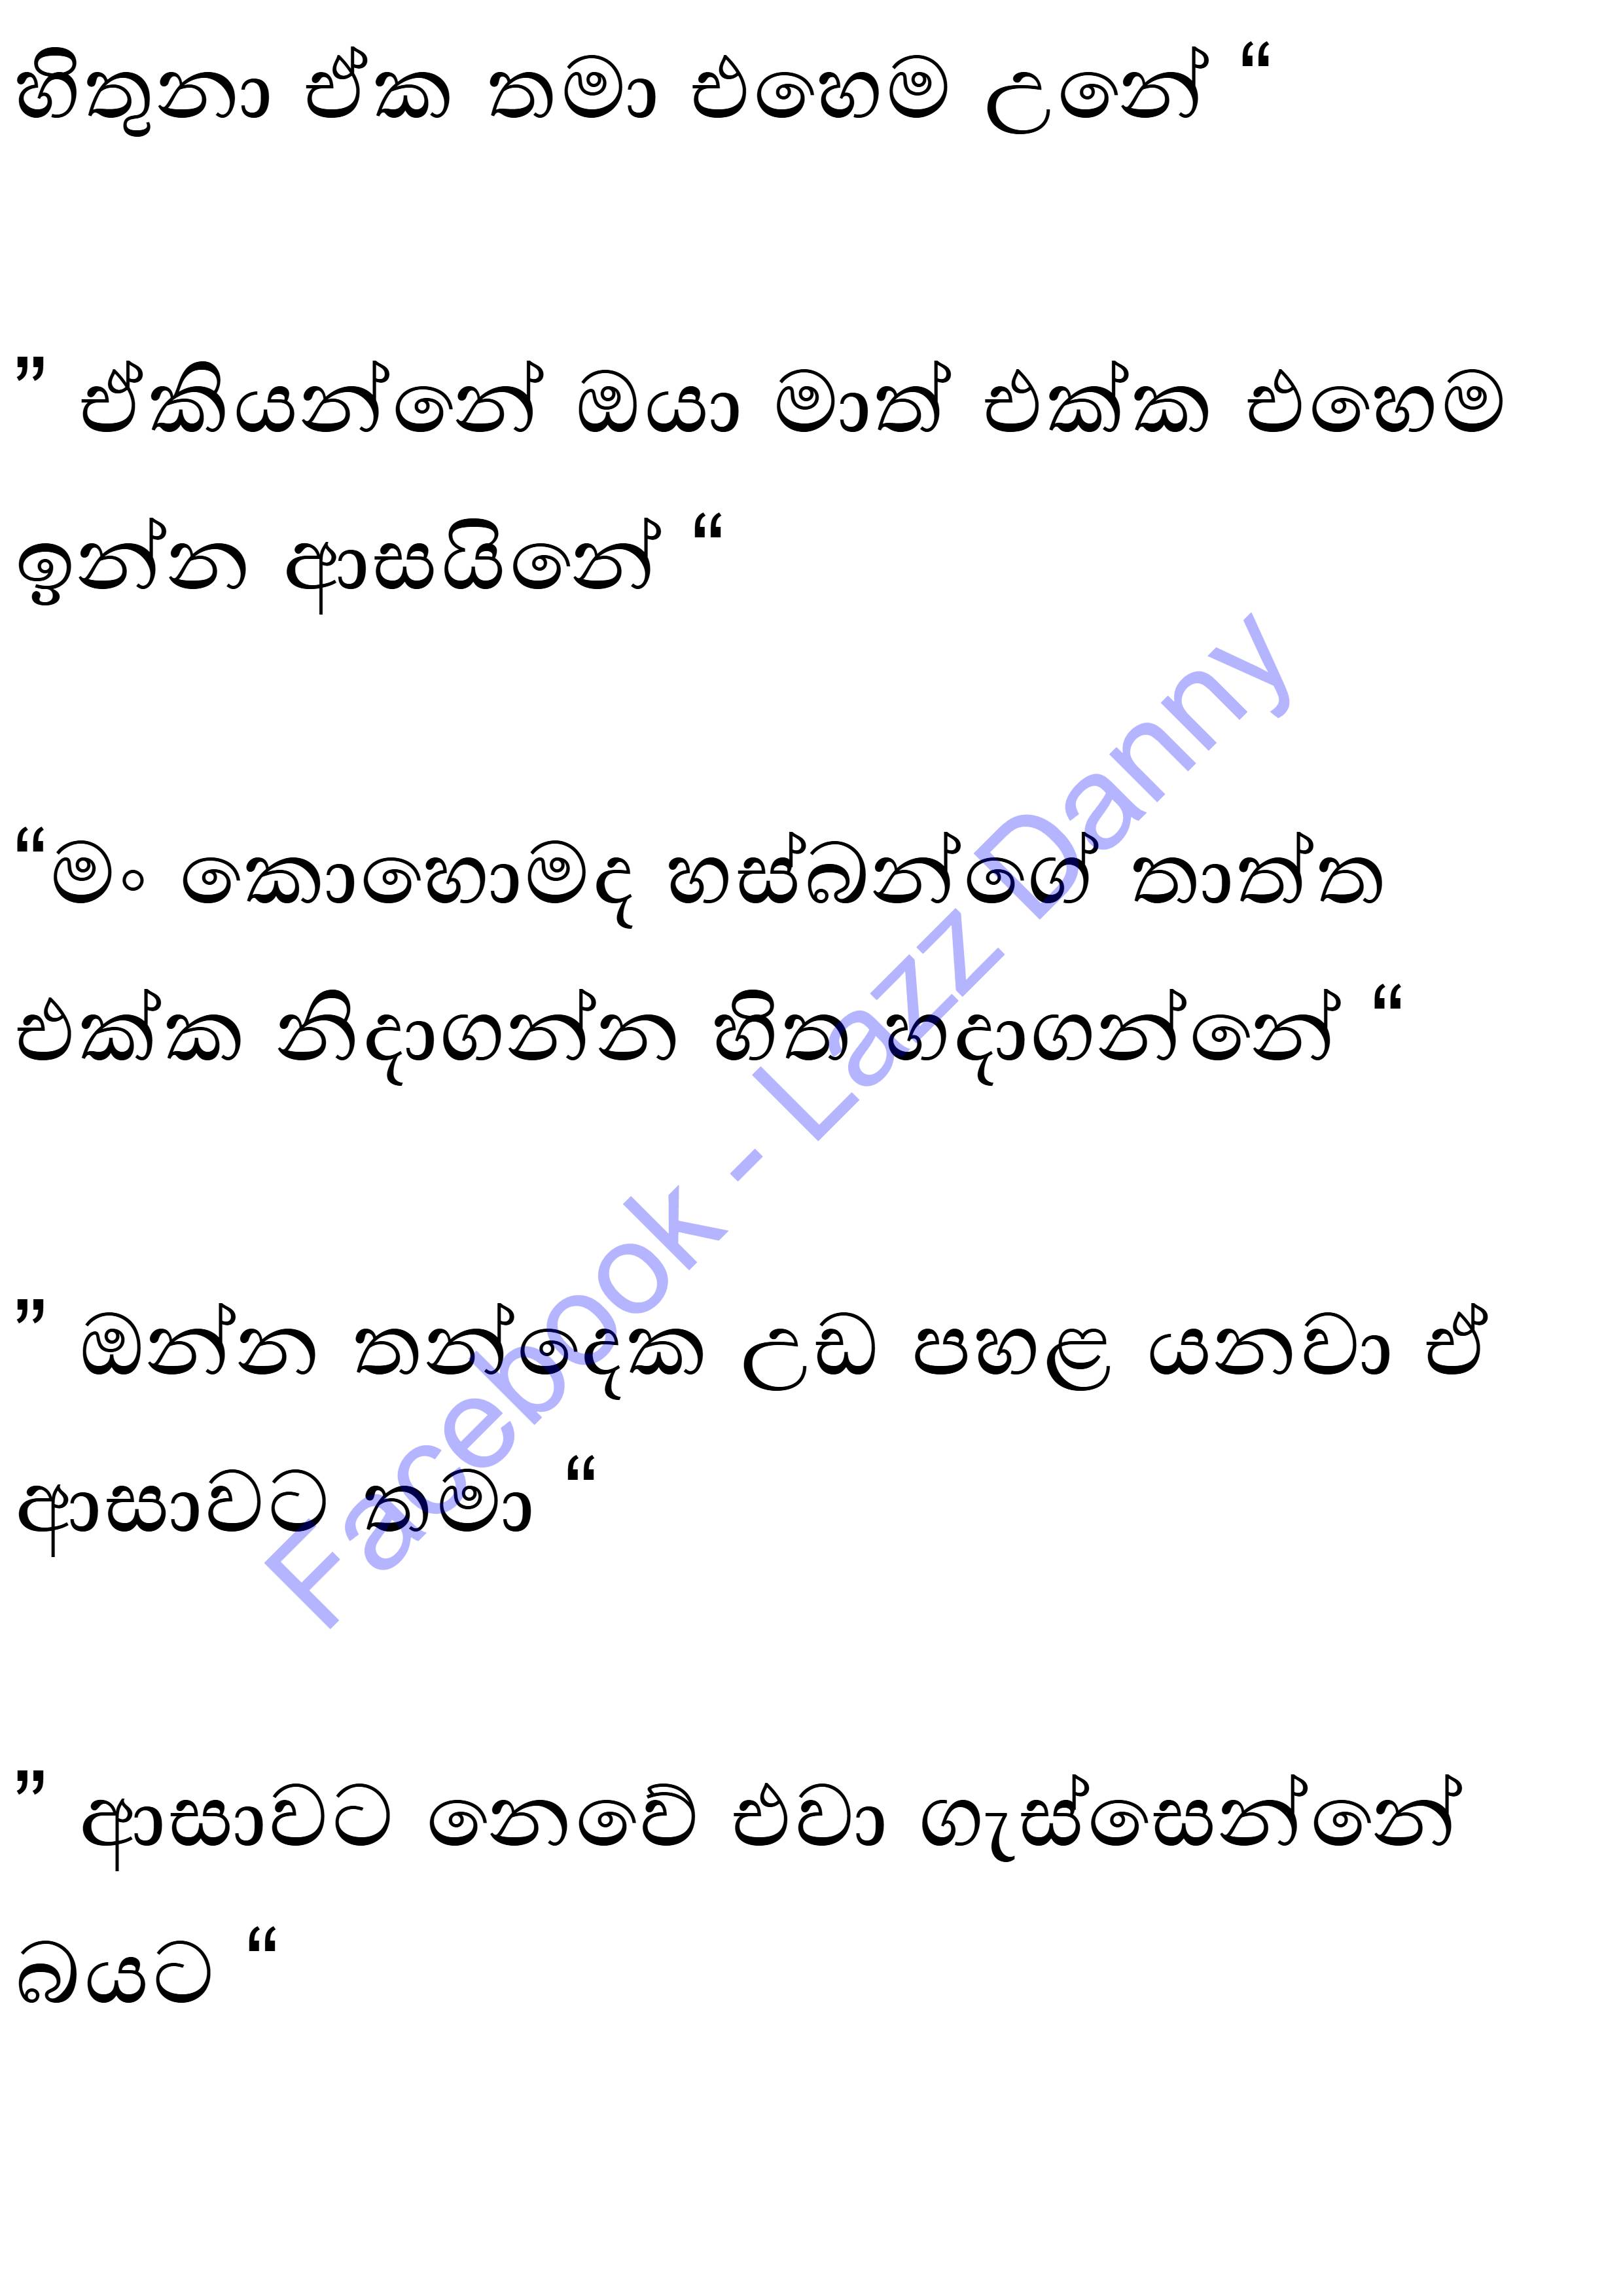 හිතුනා ඒක තමා එහෙම උනේ “
” ඒකියන්නේ ඔයා මාත් එක්ක එහෙම
ඉන්න ආසයිනේ “
“මං කොහොමද හස්බන්ගේ තාත්ත
එක්ක නිදාගන්න හිත හදාගන්නේ “
” ඔන්න තන්දෙක උඩ පහළ යනවා ඒ
ආසාවට තමා “
” ආසාවට නෙවේ එවා ගැස්සෙන්නේ
බයට “
Facebook - Lazz Danny